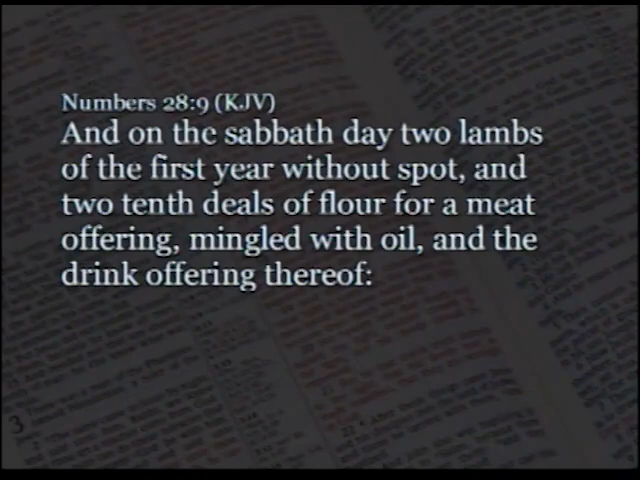 Numbers 28:9 (KJV)
And on the sabbath day two lambs
of the first year without spot, and
two tenth deals of flour for a meat
offering, mingled with oil, and the
drink offering thereof:
3